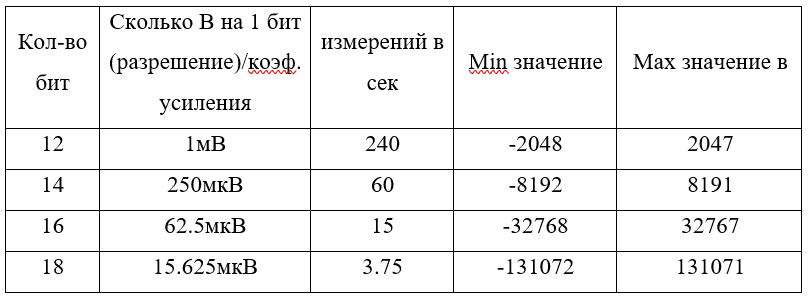 Кол-во
бит
Сколько В на 1 бит
(разрешение)/коэф.
усиления
измерений в
сек
Min значение
Max значение в
12 1мВ 240 -2048 2047
14 250мкВ 60 -8192 8191
16 62.5мкВ 15 -32768 32767
18 15.625мкВ 3.75 -131072 131071